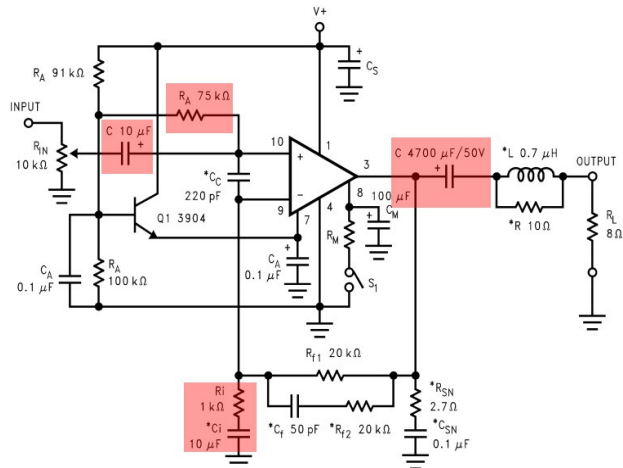 V+
+
C_S
R_A 91 kΩ
R_A 75 kΩ
INPUT
C 10 μF
+
R_IN
10 kΩ
10
+
1
3
*C_C
220 pF
−
9
7
4
8
C 4700 μF/50V
+
*L 0.7 μH
OUTPUT
*R 10Ω
R_L
8Ω
100 μF
+
C_M
R_M
S_1
Q1 3904
+
C_A
0.1 μF
C_A
0.1 μF
R_A
100 kΩ
R_f1 20 kΩ
Ri
1 kΩ
*Ci
10 μF
*C_f 50 pF
*R_f2 20 kΩ
*R_SN
2.7Ω
*C_SN
0.1 μF